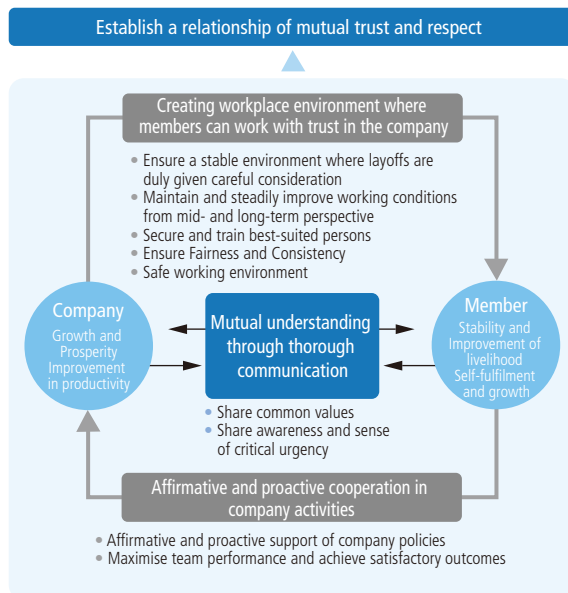 Establish a relationship of mutual trust and respect
Creating workplace environment where
members can work with trust in the company
• Ensure a stable environment where layoffs are
duly given careful consideration
• Maintain and steadily improve working conditions
from mid- and long-term perspective
• Secure and train best-suited persons
• Ensure Fairness and Consistency
• Safe working environment
Company
Growth and
Prosperity
Improvement
in productivity
Mutual understanding
through thorough
communication
Member
Stability and
Improvement of
livelihood
Self-fulfilment
and growth
• Share common values
• Share awareness and sense
of critical urgency
Affirmative and proactive cooperation in
company activities
• Affirmative and proactive support of company policies
• Maximise team performance and achieve satisfactory outcomes